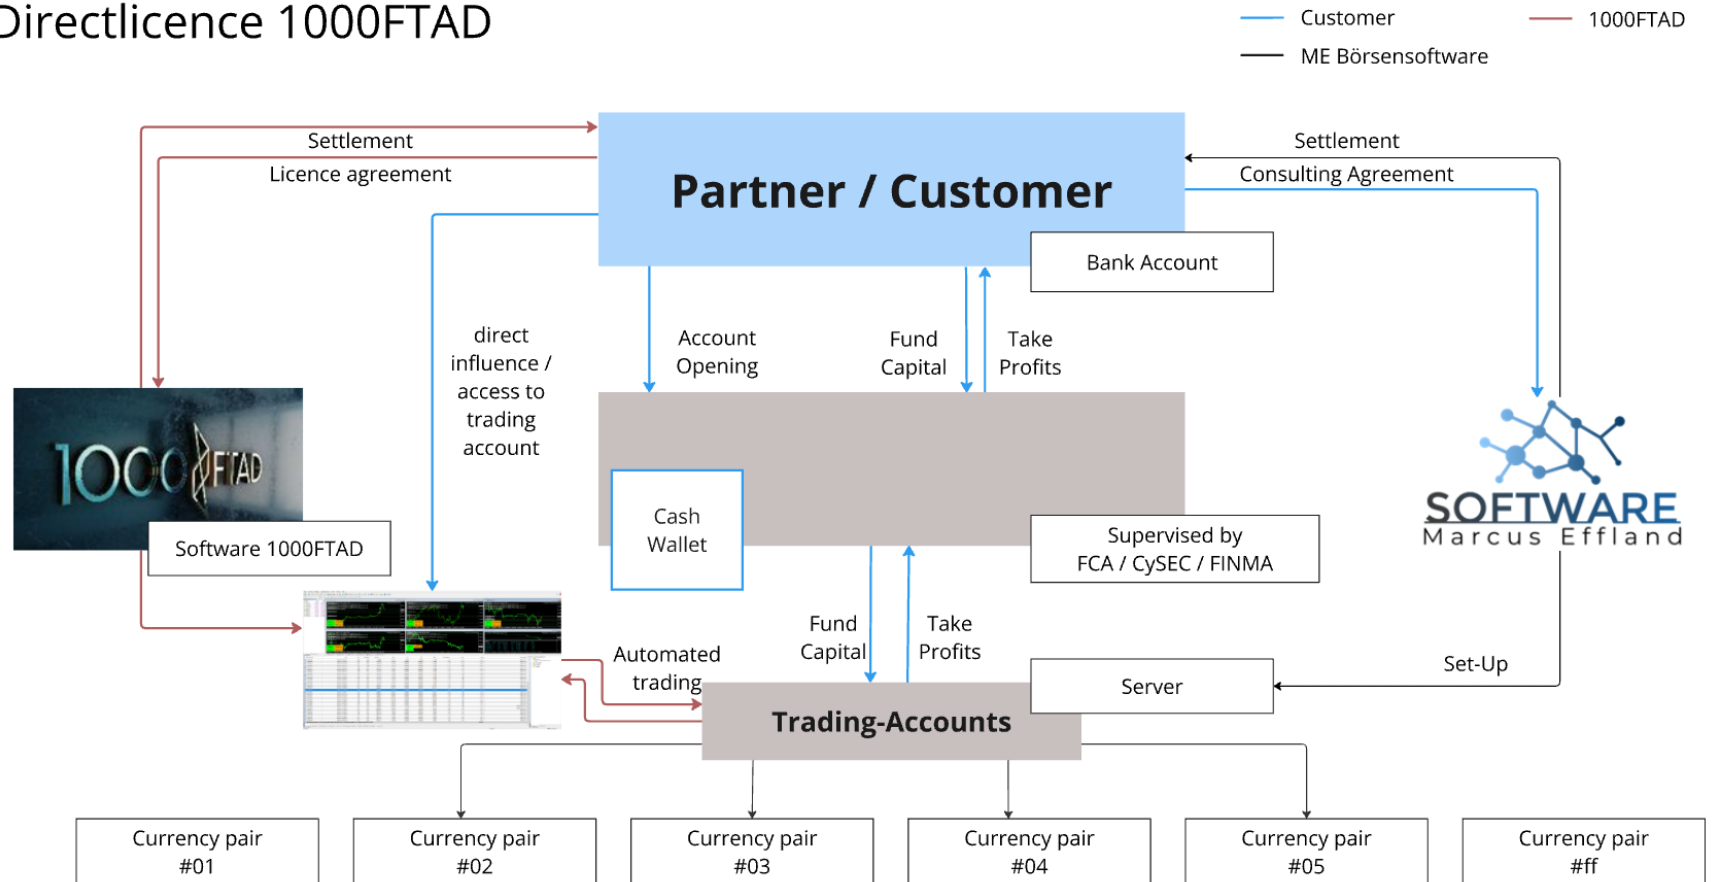 Directlicence 1000FTAD
Customer
1000FTAD
ME Börsensoftware
Settlement
Licence agreement
Partner / Customer
Settlement
Consulting Agreement
Bank Account
direct
influence /
access to
trading
account
Account
Opening
Fund
Capital
Take
Profits
1000 FTAD
Software 1000FTAD
Cash
Wallet
Supervised by
FCA / CySEC / FINMA
SOFTWARE
Marcus Effland
Fund
Capital
Take
Profits
Automated
trading
Server
Set-Up
Trading-Accounts
Currency pair
#01
Currency pair
#02
Currency pair
#03
Currency pair
#04
Currency pair
#05
Currency pair
#ff